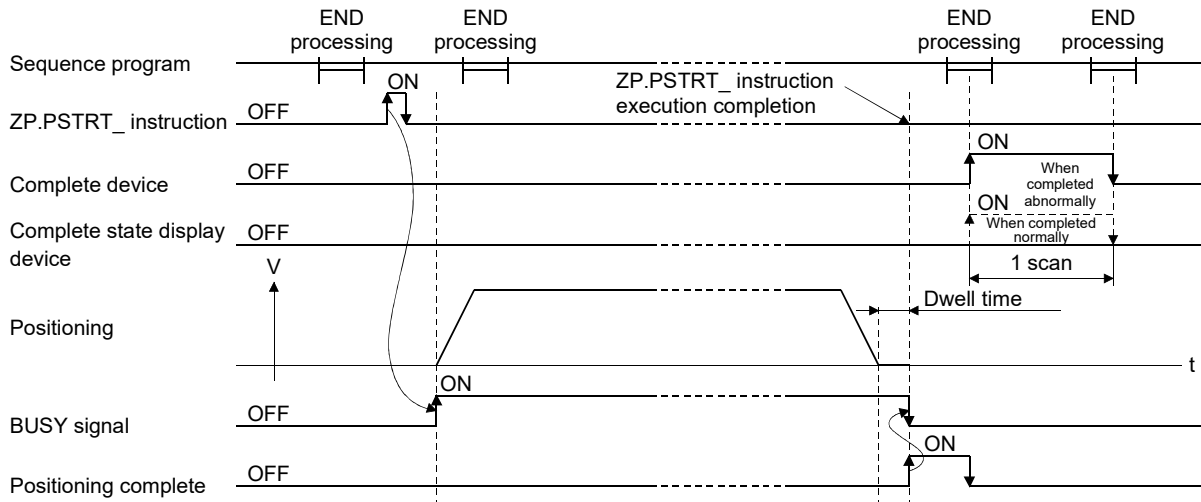 END
processing
END
processing
END
processing
END
processing
Sequence program
ON
ZP.PSTRT_ instruction
execution completion
ZP.PSTRT_ instruction
OFF
ON
Complete device
OFF
When
completed
abnormally
ON
Complete state display
device
OFF
When completed
normally
V
1 scan
Dwell time
Positioning
t
ON
BUSY signal
OFF
ON
Positioning complete
OFF